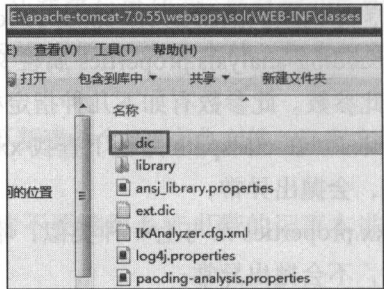 E:\apache-tomcat-7.0.55\webapps\solr\WEB-INF\classes
E) 查看(V) 工具(T) 帮助(H)
打开 包含到库中 ▼ 共享 ▼ 新建文件夹
名称
dic
library
问的位置
ansj_library.properties
ext.dic
IKAnalyzer.cfg.xml
log4j.properties
paoding-analysis.properties